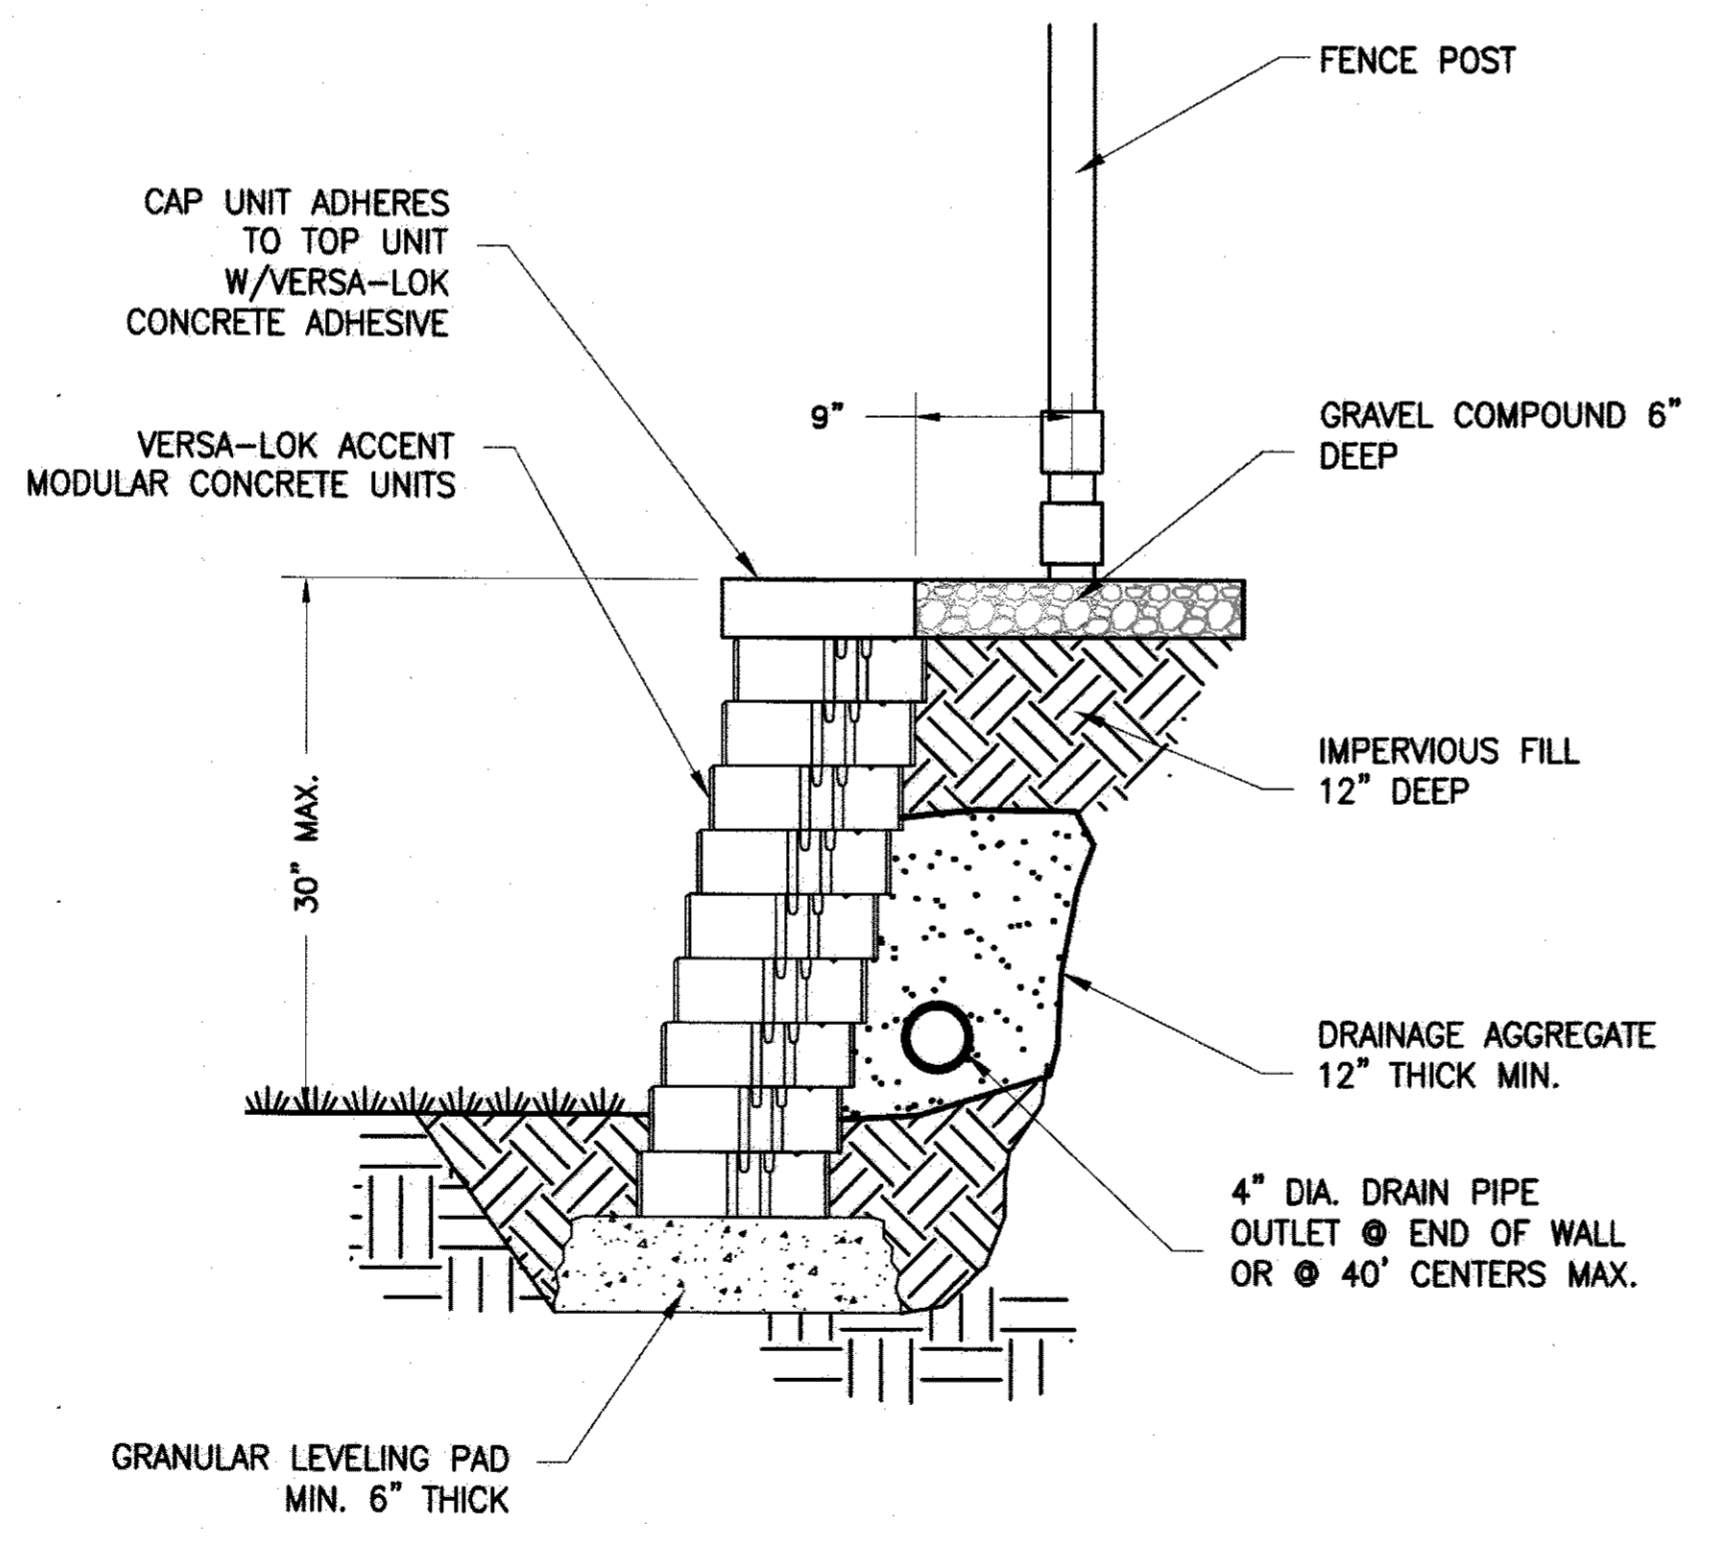 FENCE POST
CAP UNIT ADHERES
TO TOP UNIT
W/VERSA-LOK
CONCRETE ADHESIVE
9"
GRAVEL COMPOUND 6"
DEEP
VERSA-LOK ACCENT
MODULAR CONCRETE UNITS
IMPERVIOUS FILL
12" DEEP
30" MAX.
DRAINAGE AGGREGATE
12" THICK MIN.
4" DIA. DRAIN PIPE
OUTLET @ END OF WALL
OR @ 40' CENTERS MAX.
GRANULAR LEVELING PAD
MIN. 6" THICK